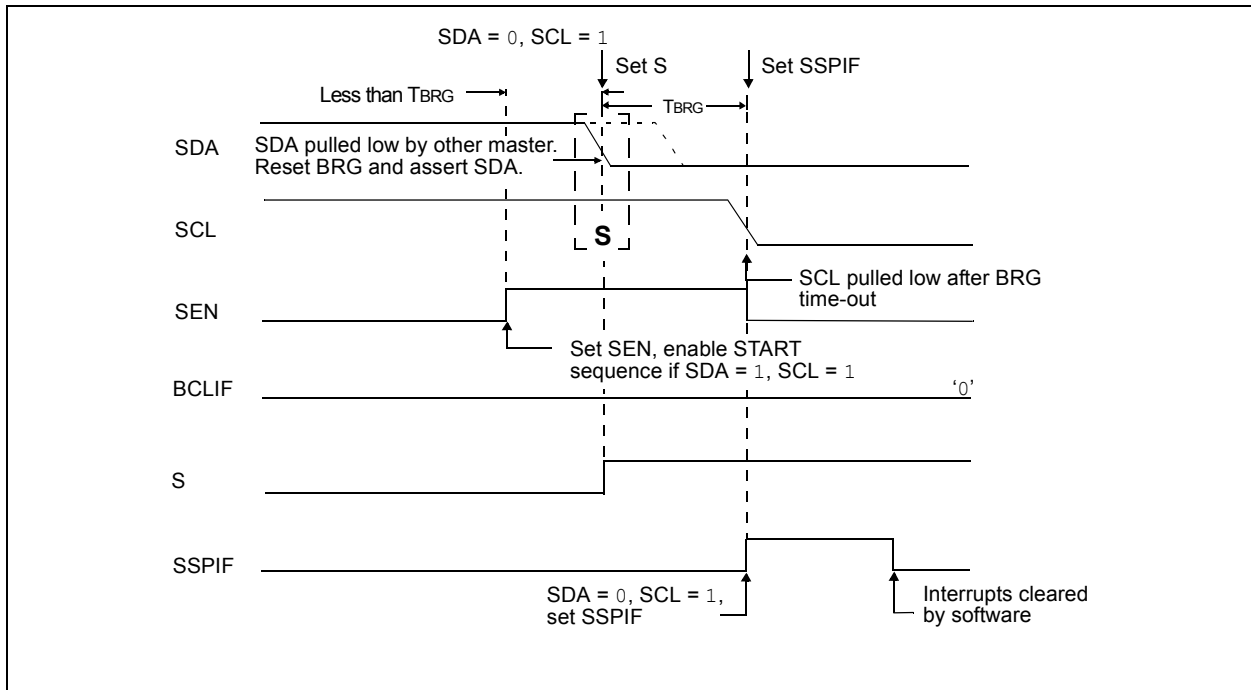 SDA = 0, SCL = 1
Set S
Set SSPIF
Less than TBRG
TBRG
SDA
SDA pulled low by other master.
Reset BRG and assert SDA.
SCL
S
SCL pulled low after BRG
time-out
SEN
Set SEN, enable START
sequence if SDA = 1, SCL = 1
BCLIF
‘0’
S
SSPIF
SDA = 0, SCL = 1,
set SSPIF
Interrupts cleared
by software